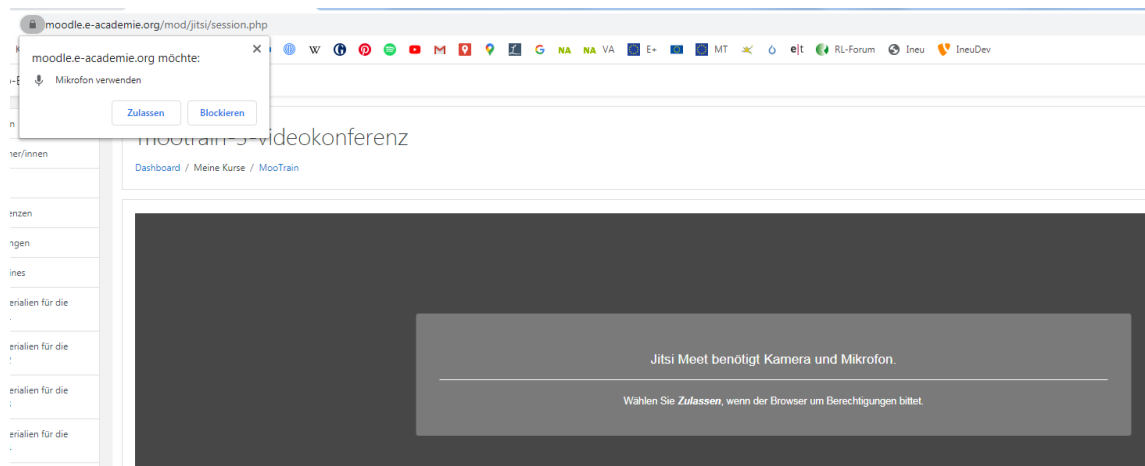 moodle.e-academie.org/mod/jitsi/session.php
W G NA NA VA E+ MT e|t RL-Forum Ineu IneuDev
moodle.e-academie.org möchte:
Mikrofon verwenden
Zulassen Blockieren
mootrain-5-videokonferenz
Dashboard / Meine Kurse / MooTrain
ner/innen
enzen
ngen
ines
erialien für die
erialien für die
erialien für die
erialien für die
Jitsi Meet benötigt Kamera und Mikrofon.
Wählen Sie Zulassen, wenn der Browser um Berechtigungen bittet.